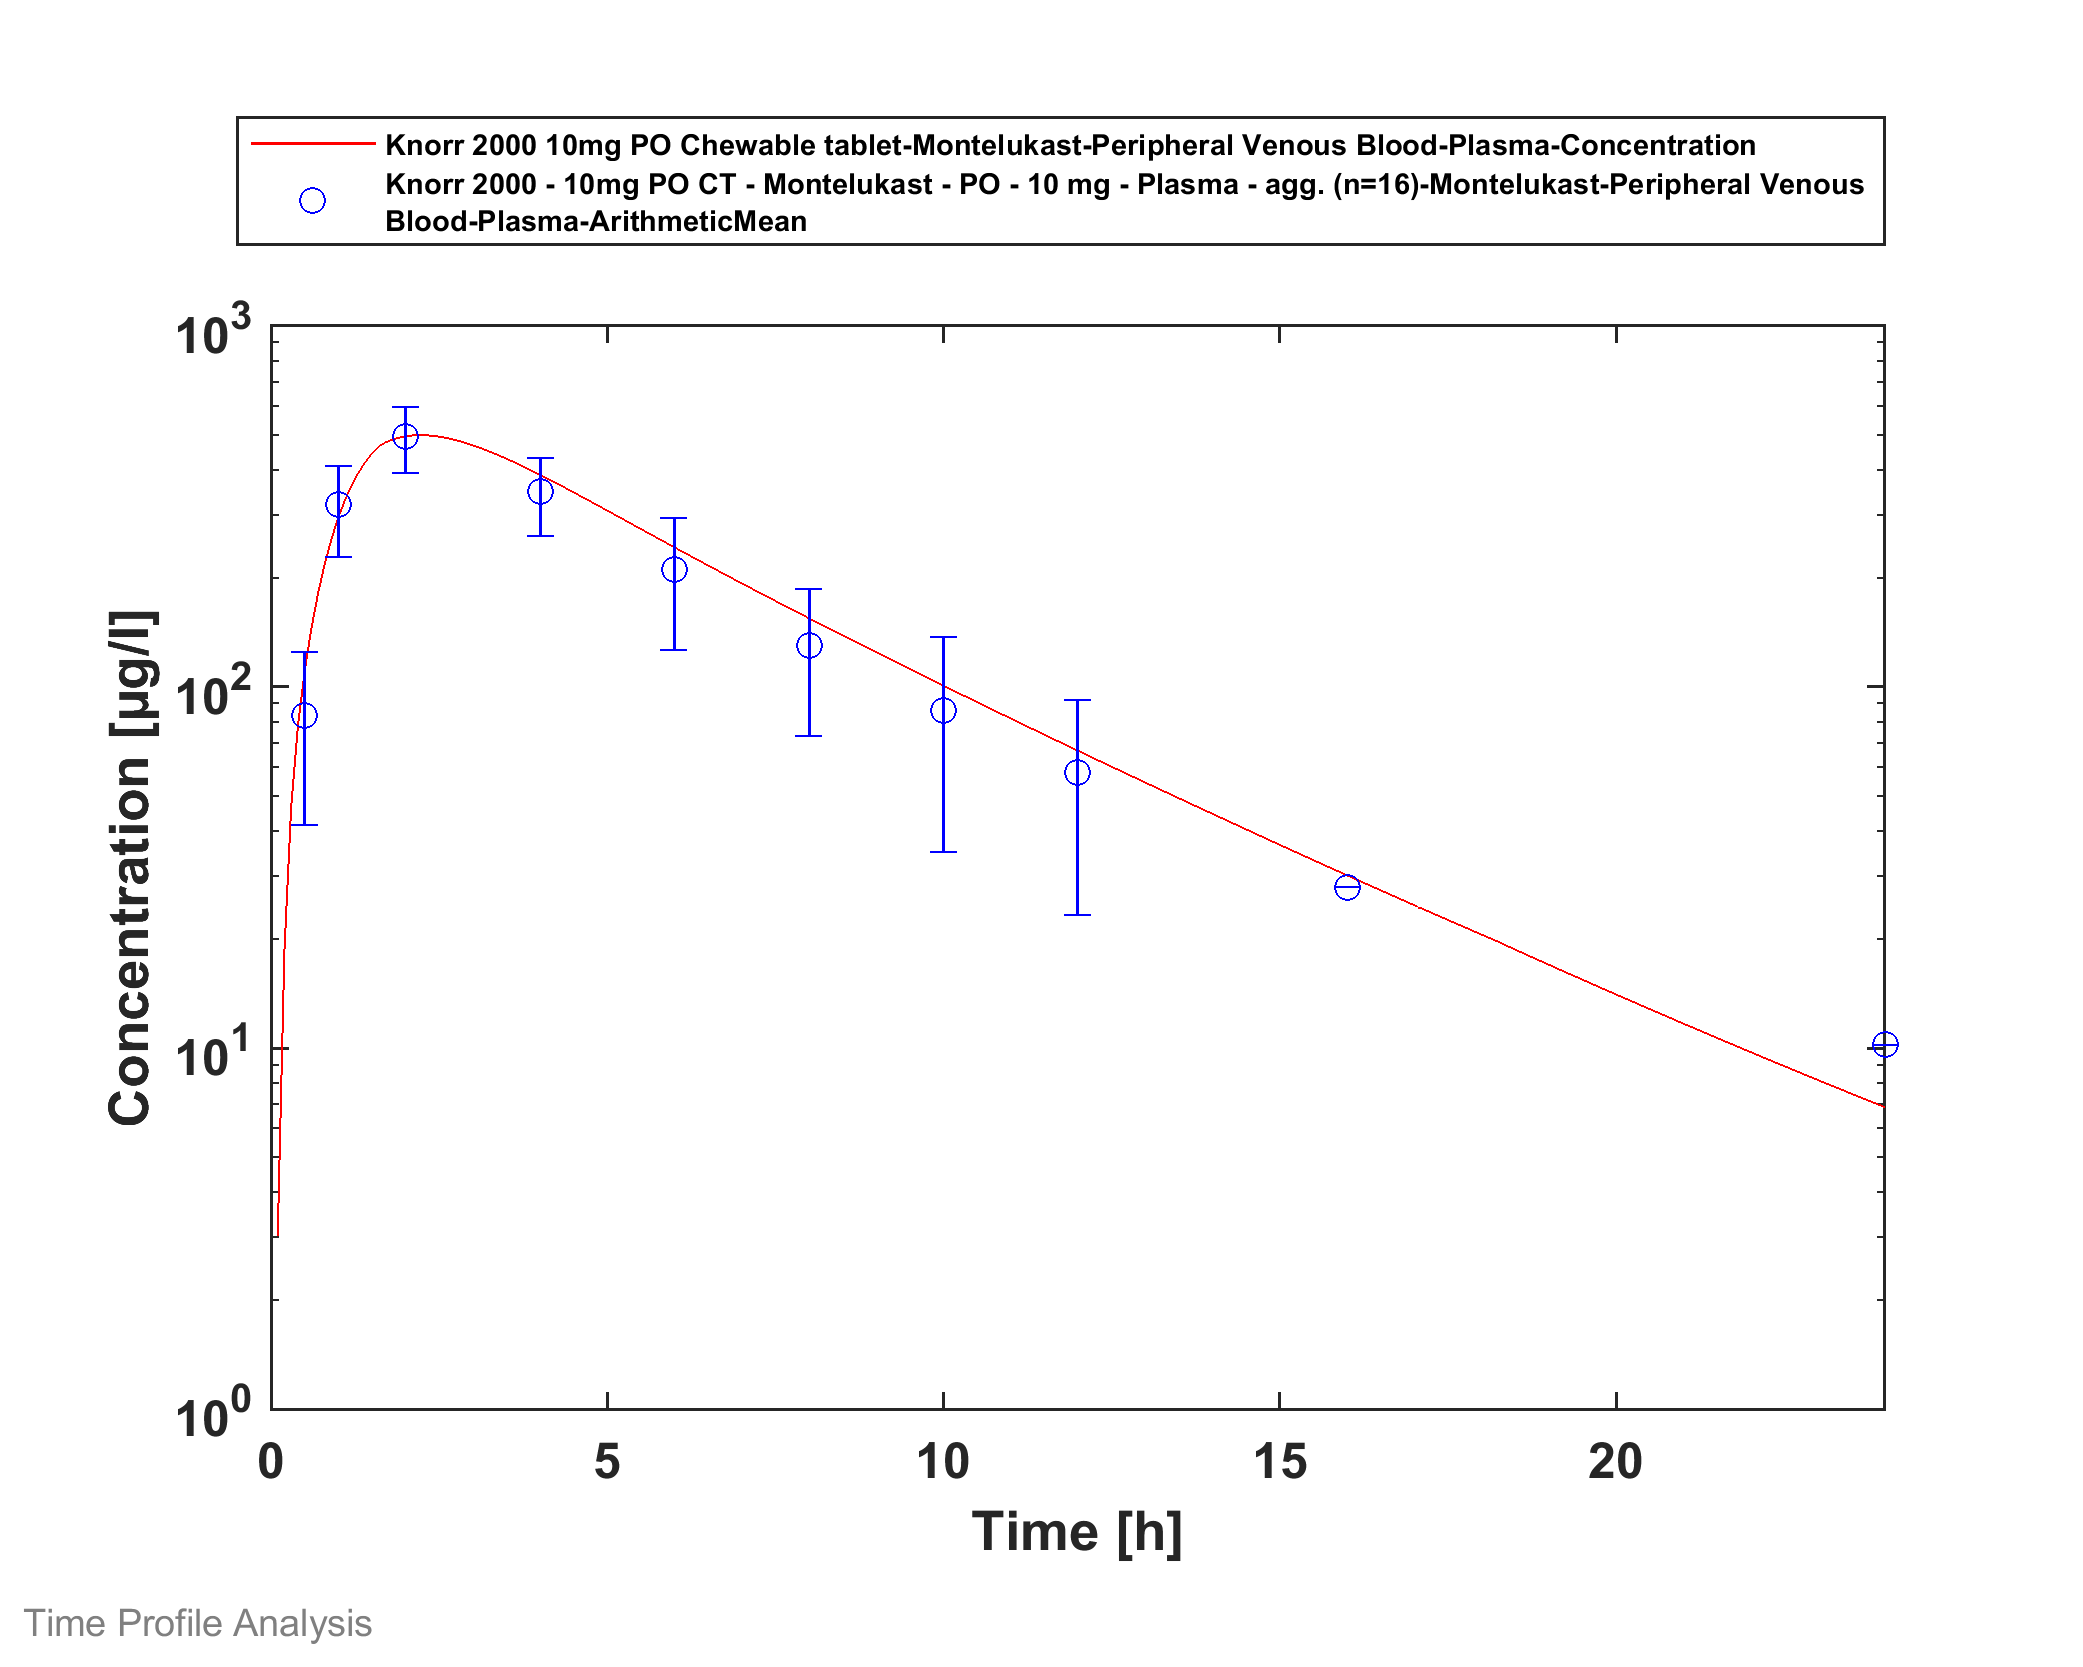 Knorr 2000 10mg PO Chewable tablet-Montelukast-Peripheral Venous Blood-Plasma-Concentration
Knorr 2000 - 10mg PO CT - Montelukast - PO - 10 mg - Plasma - agg. (n=16)-Montelukast-Peripheral Venous
Blood-Plasma-ArithmeticMean
10^3
10^2
10^1
10^0
Concentration [µg/l]
0 5 10 15 20
Time [h]
Time Profile Analysis